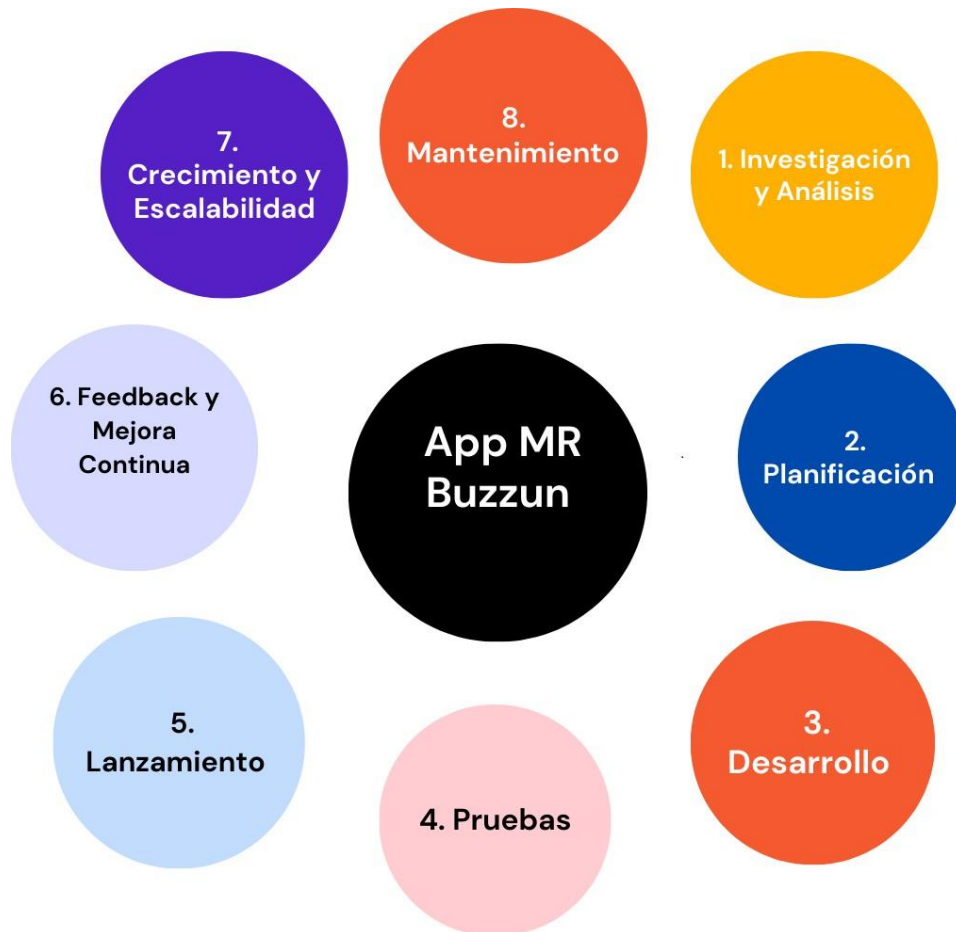 7.
Crecimiento y
Escalabilidad
8.
Mantenimiento
1. Investigación
y Análisis
6. Feedback y
Mejora
Continua
App MR
Buzzun
2.
Planificación
5.
Lanzamiento
4. Pruebas
3.
Desarrollo